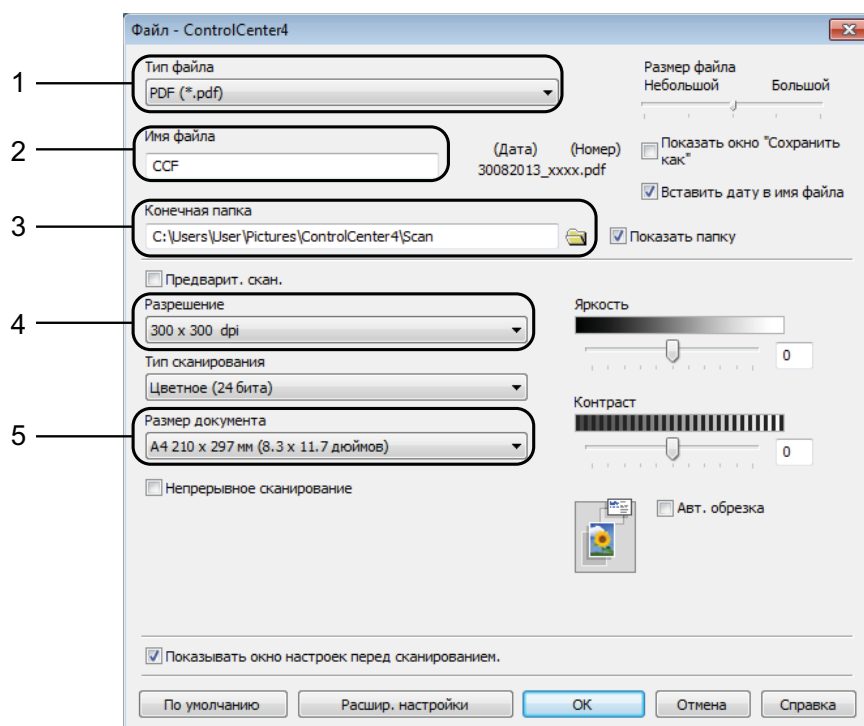 Файл - ControlCenter4
1
Тип файла
PDF (*.pdf)
Размер файла
Небольшой Большой
2
Имя файла
CCF
(Дата) (Номер)
30082013_xxxx.pdf
Показать окно "Сохранить
как"
Вставить дату в имя файла
3
Конечная папка
C:\Users\User\Pictures\ControlCenter4\Scan
Показать папку
Предварит. скан.
4
Разрешение
300 x 300 dpi
Яркость
0
Тип сканирования
Цветное (24 бита)
Контраст
0
5
Размер документа
A4 210 x 297 мм (8.3 x 11.7 дюймов)
Непрерывное сканирование
Авт. обрезка
Показывать окно настроек перед сканированием.
По умолчанию Расшир. настройки ОК Отмена Справка